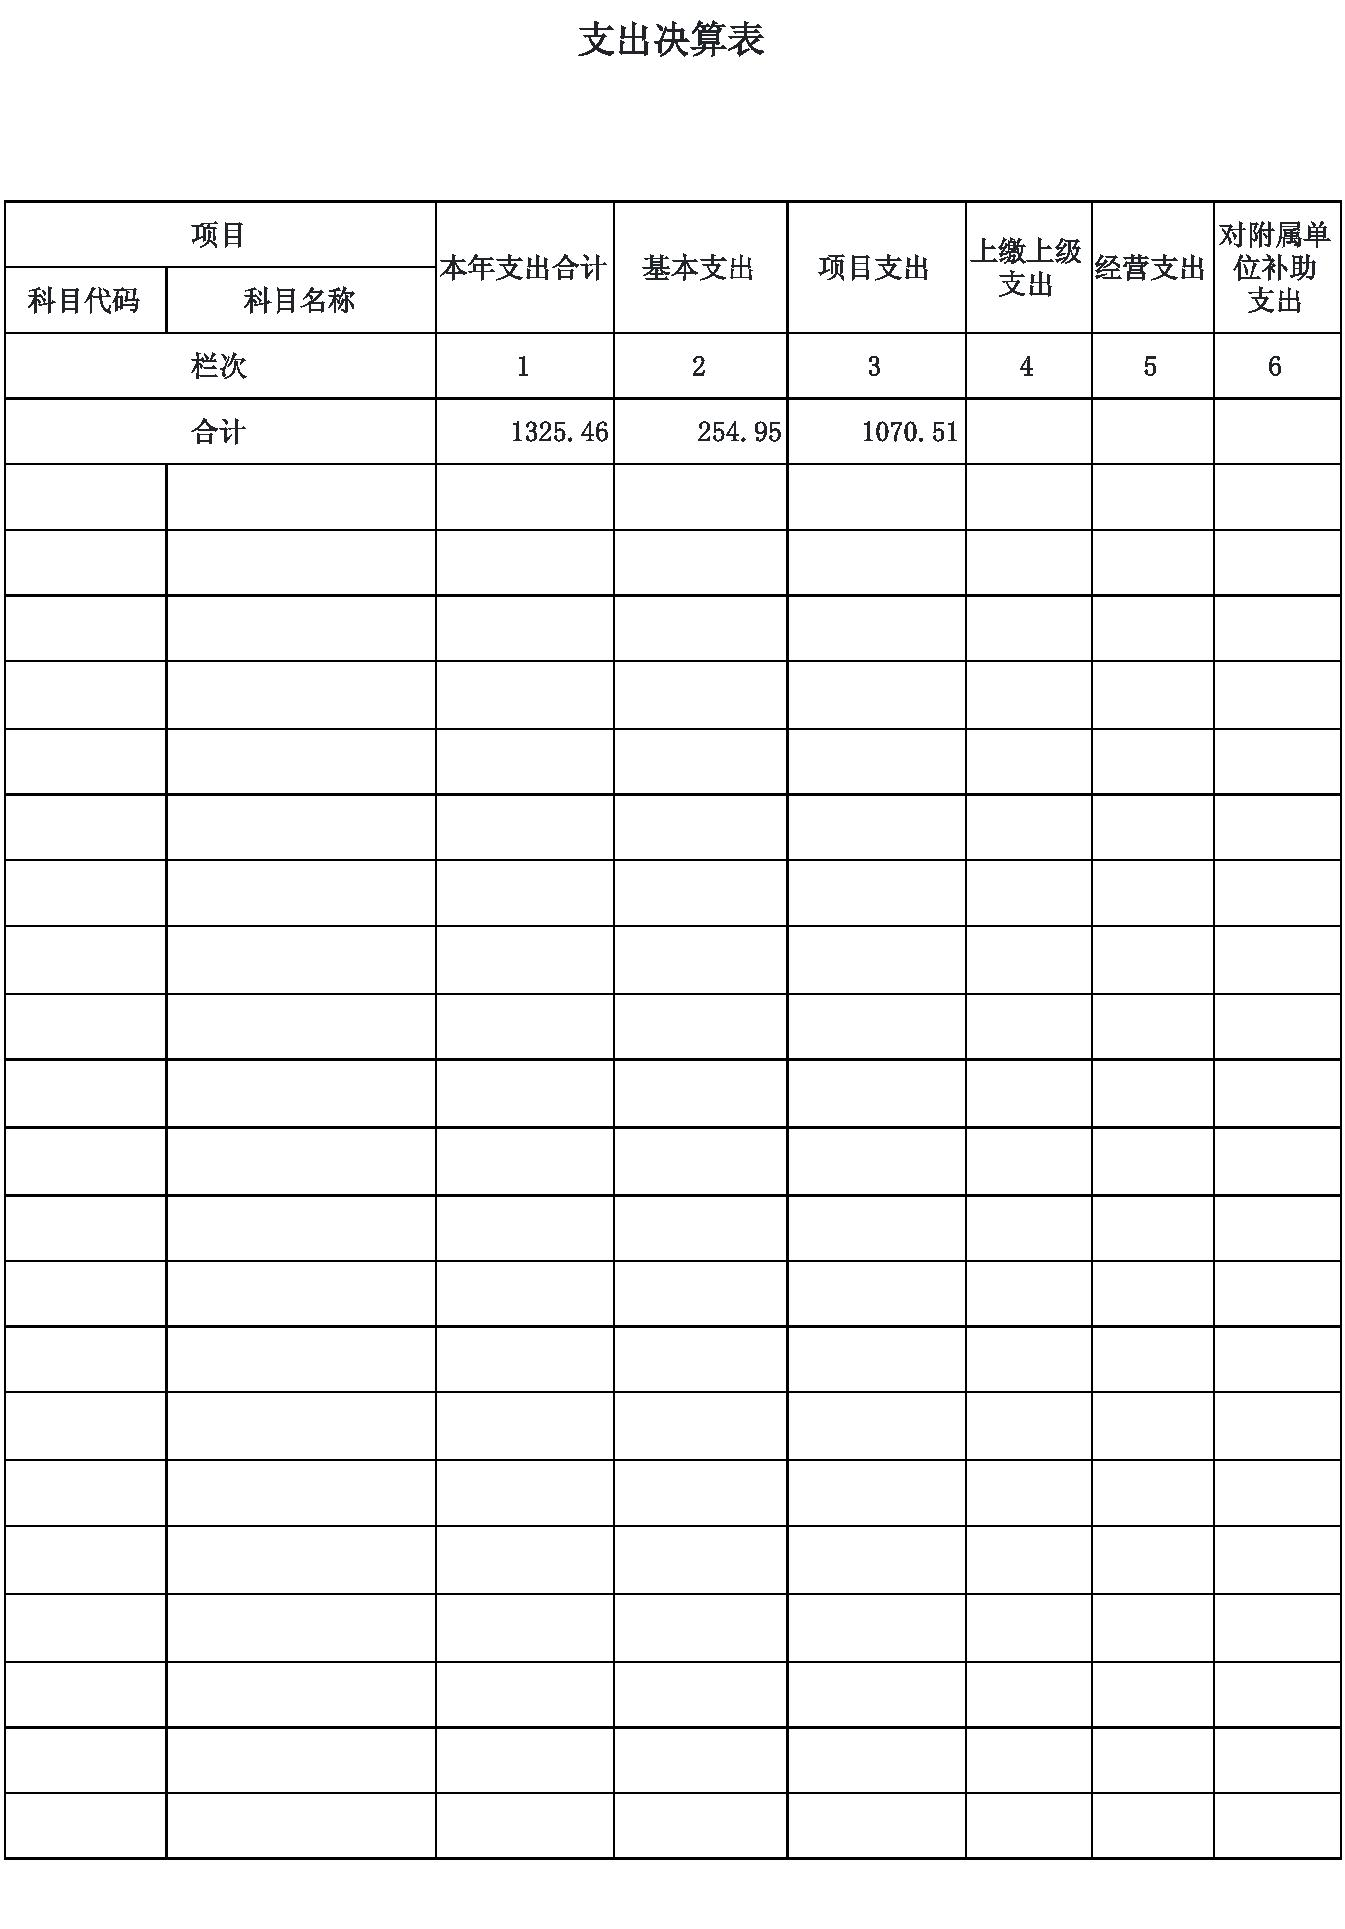 支出决算表
项目
本年支出合计
基本支出
项目支出
上缴上级
支出
经营支出
对附属单
位补助
支出
科目代码
科目名称
栏次 1 2 3 4 5 6
合计 1325.46 254.95 1070.51